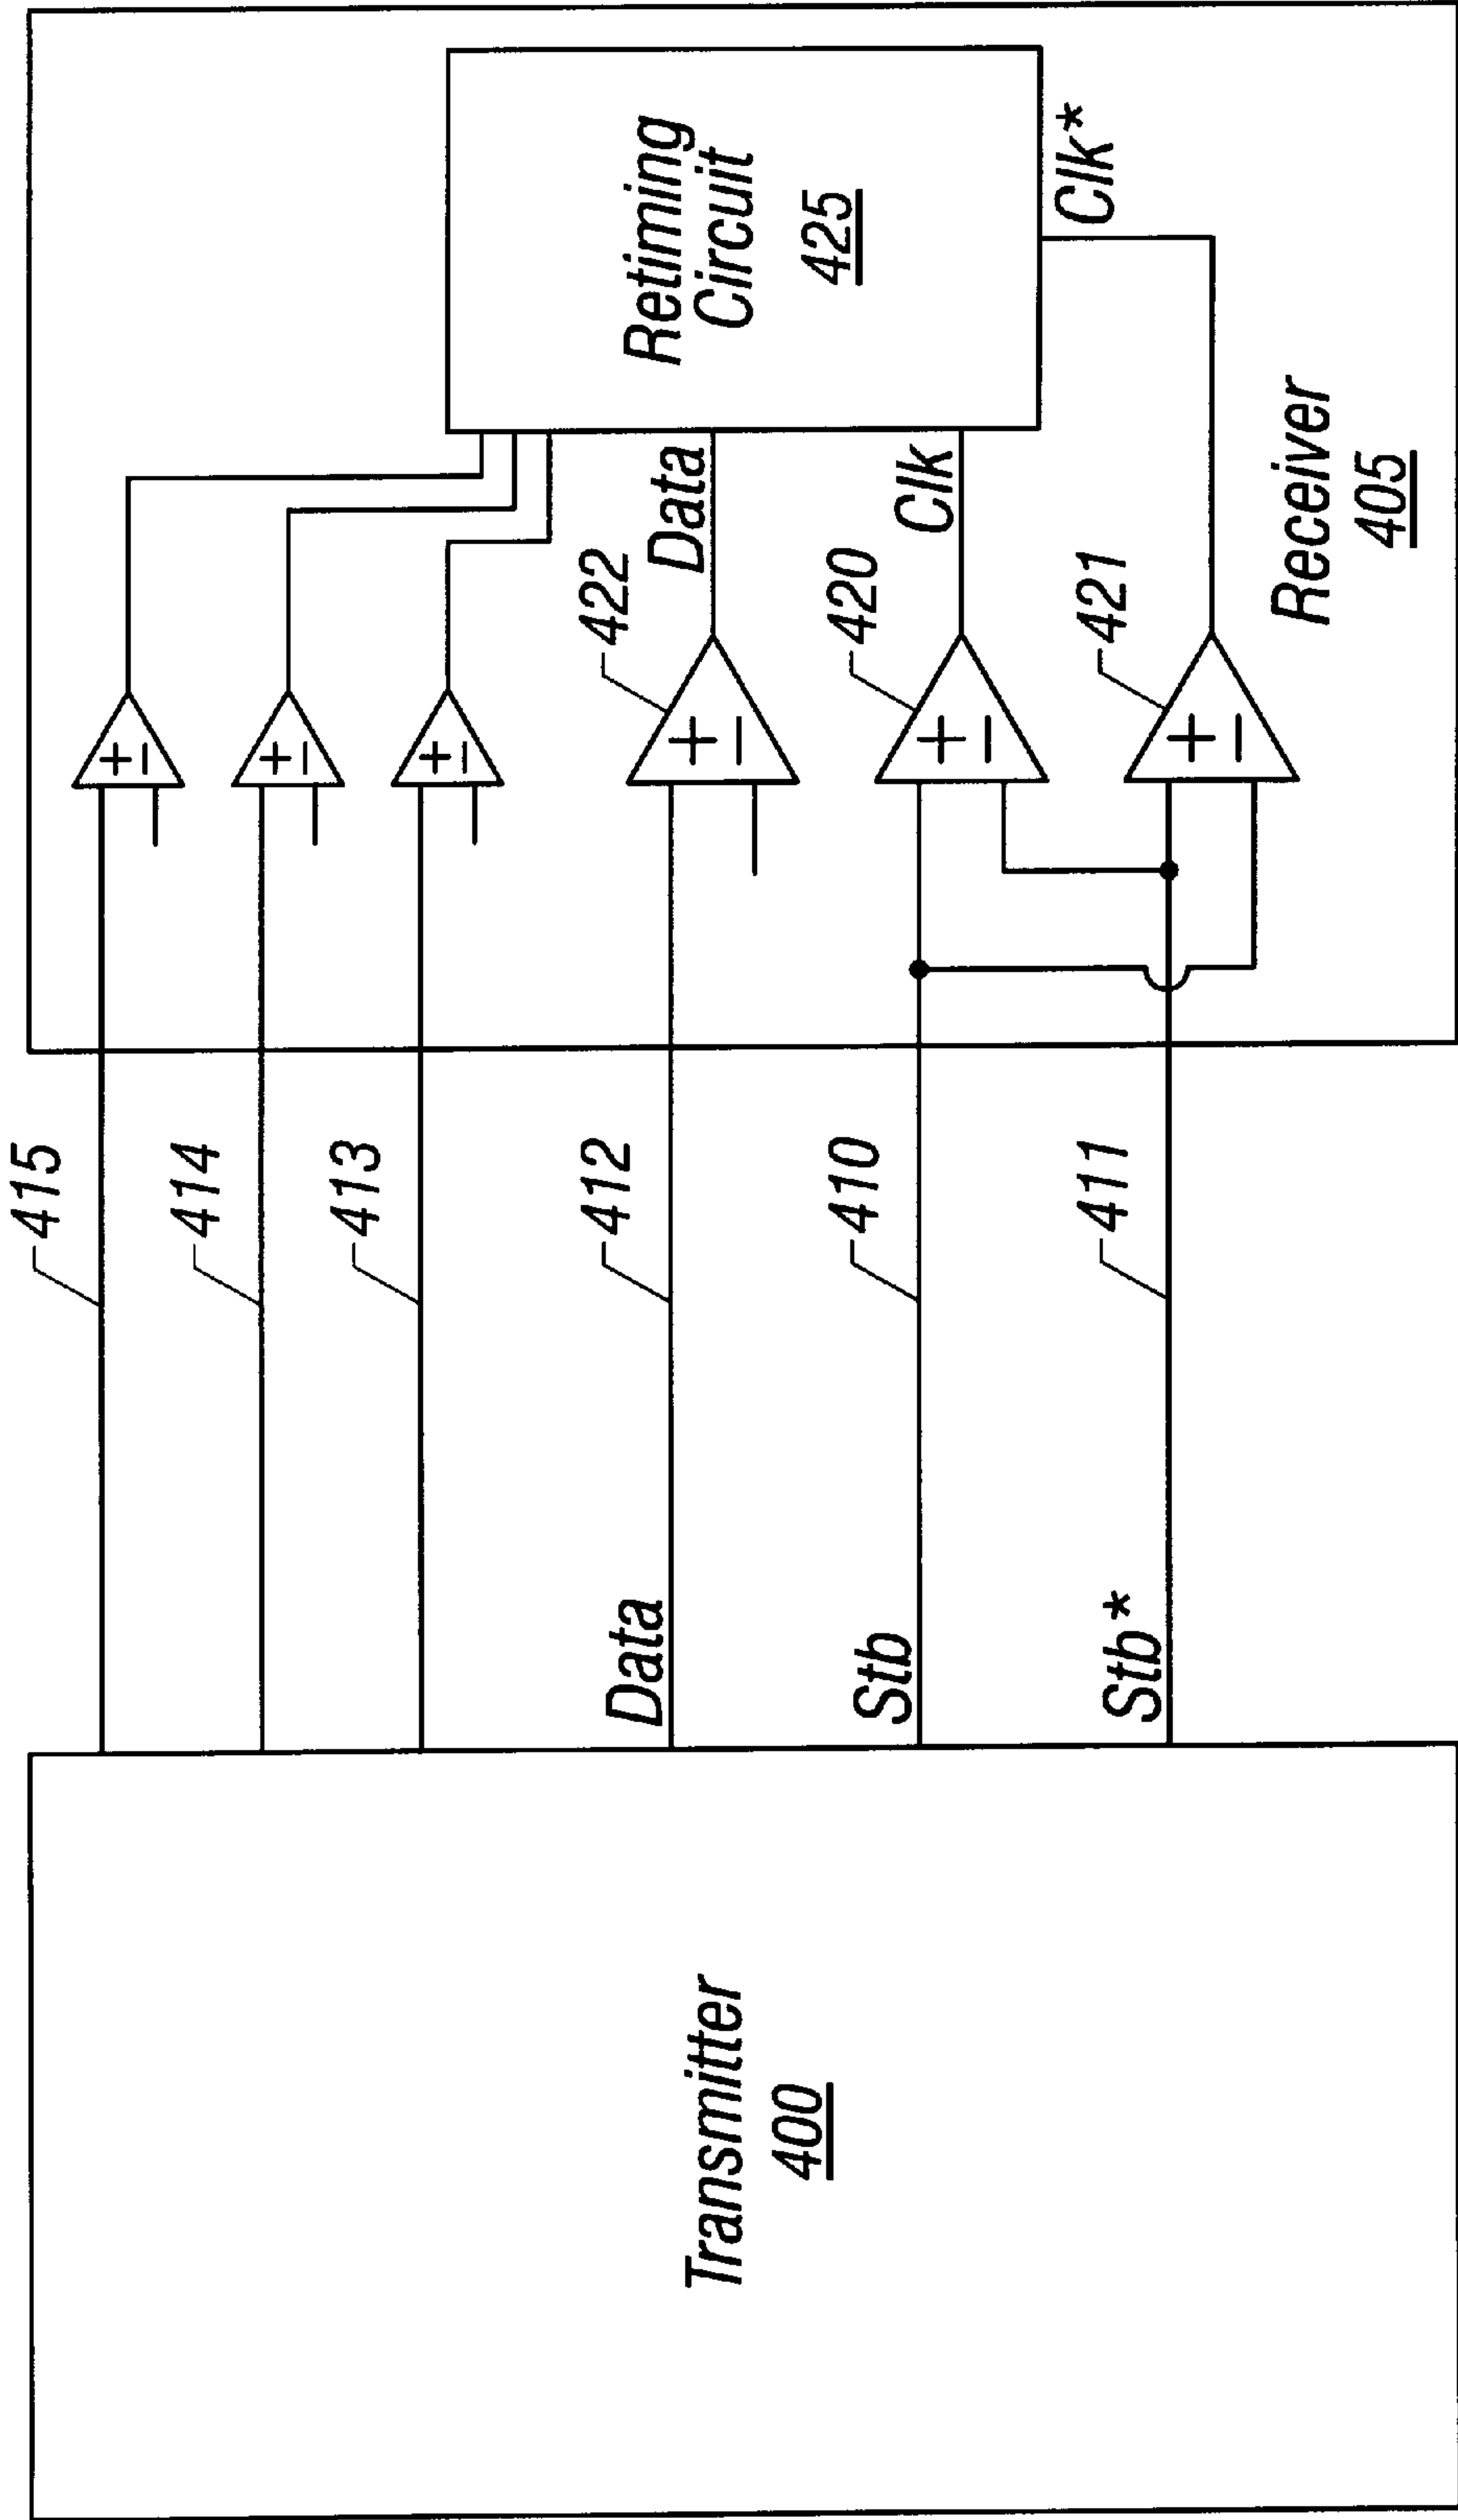 415
414
413
Data
412
422
Data
Retiming
Circuit
425
Stb
410
420
Clk
Stb*
411
421
Clk*
Transmitter
400
Receiver
405
+
−
+
−
+
−
+
−
+
−
+
−